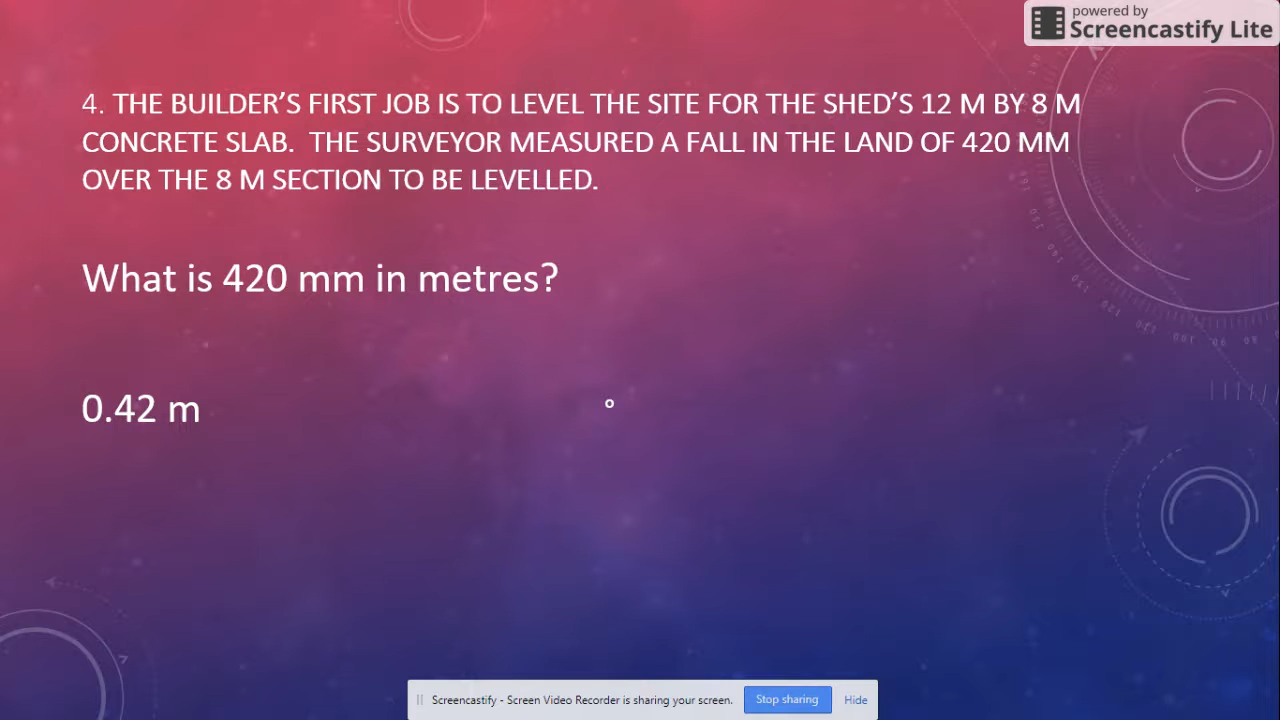 powered by
Screencastify Lite
4. THE BUILDER’S FIRST JOB IS TO LEVEL THE SITE FOR THE SHED’S 12 M BY 8 M
CONCRETE SLAB.  THE SURVEYOR MEASURED A FALL IN THE LAND OF 420 MM
OVER THE 8 M SECTION TO BE LEVELLED.
What is 420 mm in metres?
0.42 m
Screencastify - Screen Video Recorder is sharing your screen. Stop sharing Hide